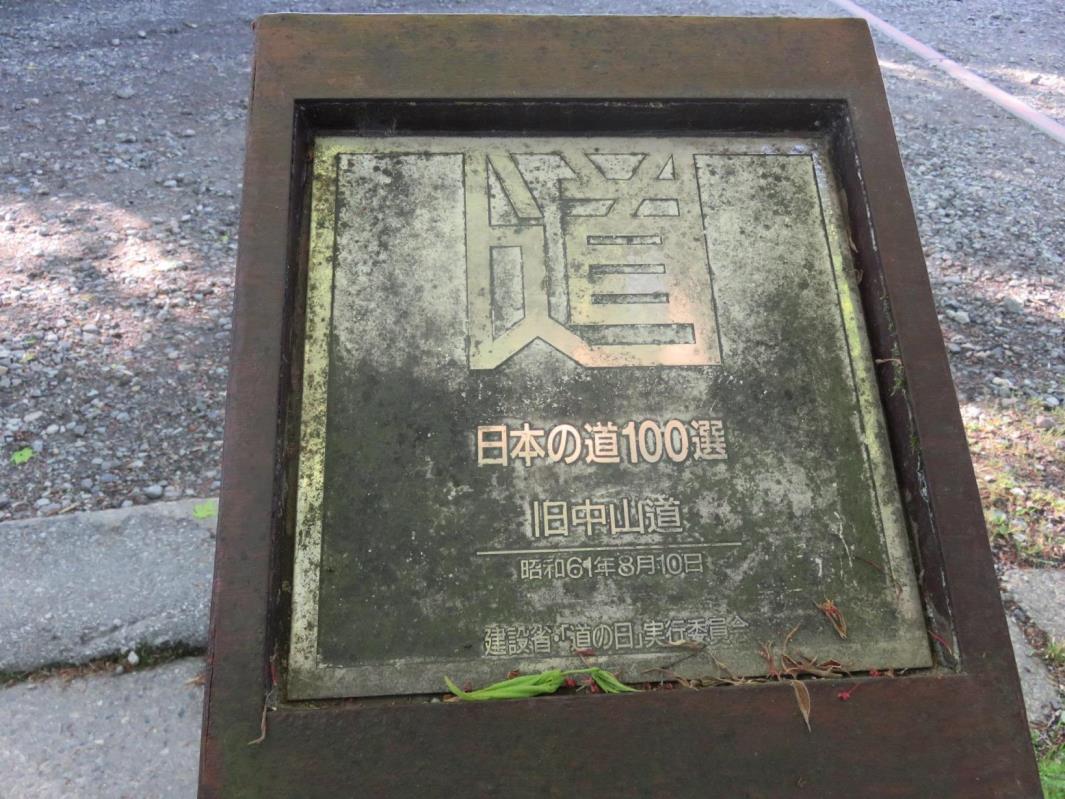 道
日本の道100選
旧中山道
昭和61年8月10日
建設省・「道の日」実行委員会